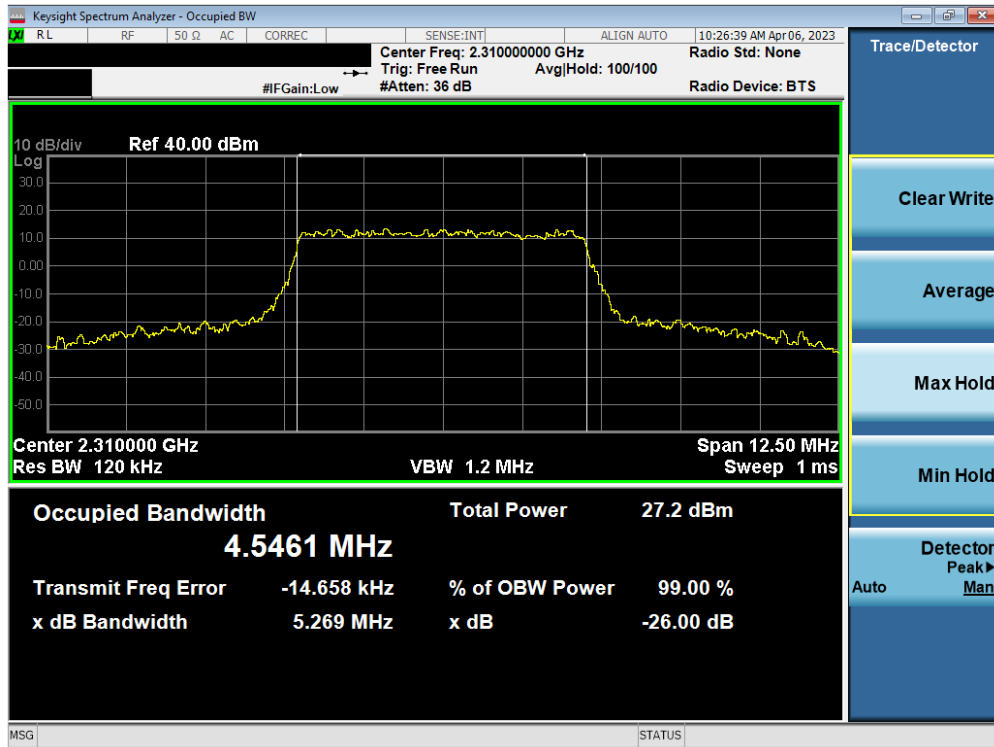 Keysight Spectrum Analyzer - Occupied BW
LXI RL RF 50 Ω AC CORREC SENSE:INT ALIGN AUTO 10:26:39 AM Apr 06, 2023
Center Freq: 2.310000000 GHz Radio Std: None
Trig: Free Run Avg|Hold: 100/100
#IFGain:Low #Atten: 36 dB Radio Device: BTS
Trace/Detector
10 dB/div Ref 40.00 dBm
Log
30.0
20.0
10.0
0.00
-10.0
-20.0
-30.0
-40.0
-50.0
Center 2.310000 GHz Span 12.50 MHz
Res BW 120 kHz VBW 1.2 MHz Sweep 1 ms
Occupied Bandwidth Total Power 27.2 dBm
4.5461 MHz
Transmit Freq Error -14.658 kHz % of OBW Power 99.00 %
x dB Bandwidth 5.269 MHz x dB -26.00 dB
Clear Write
Average
Max Hold
Min Hold
Detector
Peak▶
Auto Man
MSG STATUS